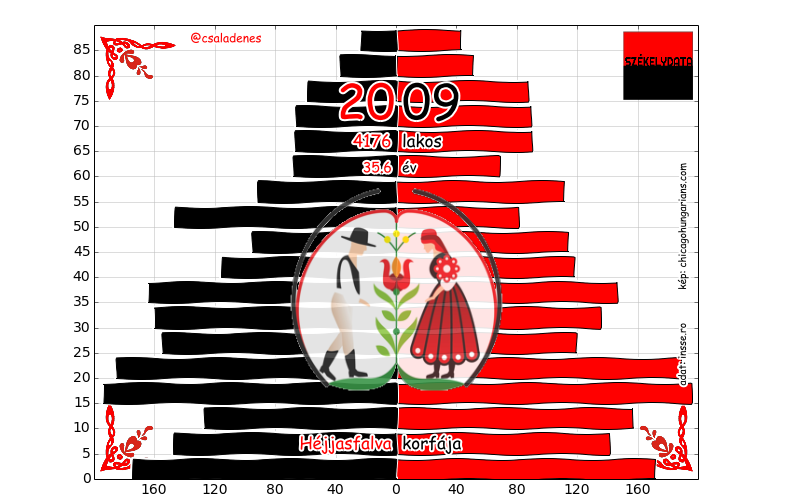 @csaladenes
SZÉKELYDATA
2009
4176 lakos
35.6 év
kép: chicagohungarians.com
adat: insse.ro
Héjjasfalva korfája
85
80
75
70
65
60
55
50
45
40
35
30
25
20
15
10
5
0
160 120 80 40 0 40 80 120 160